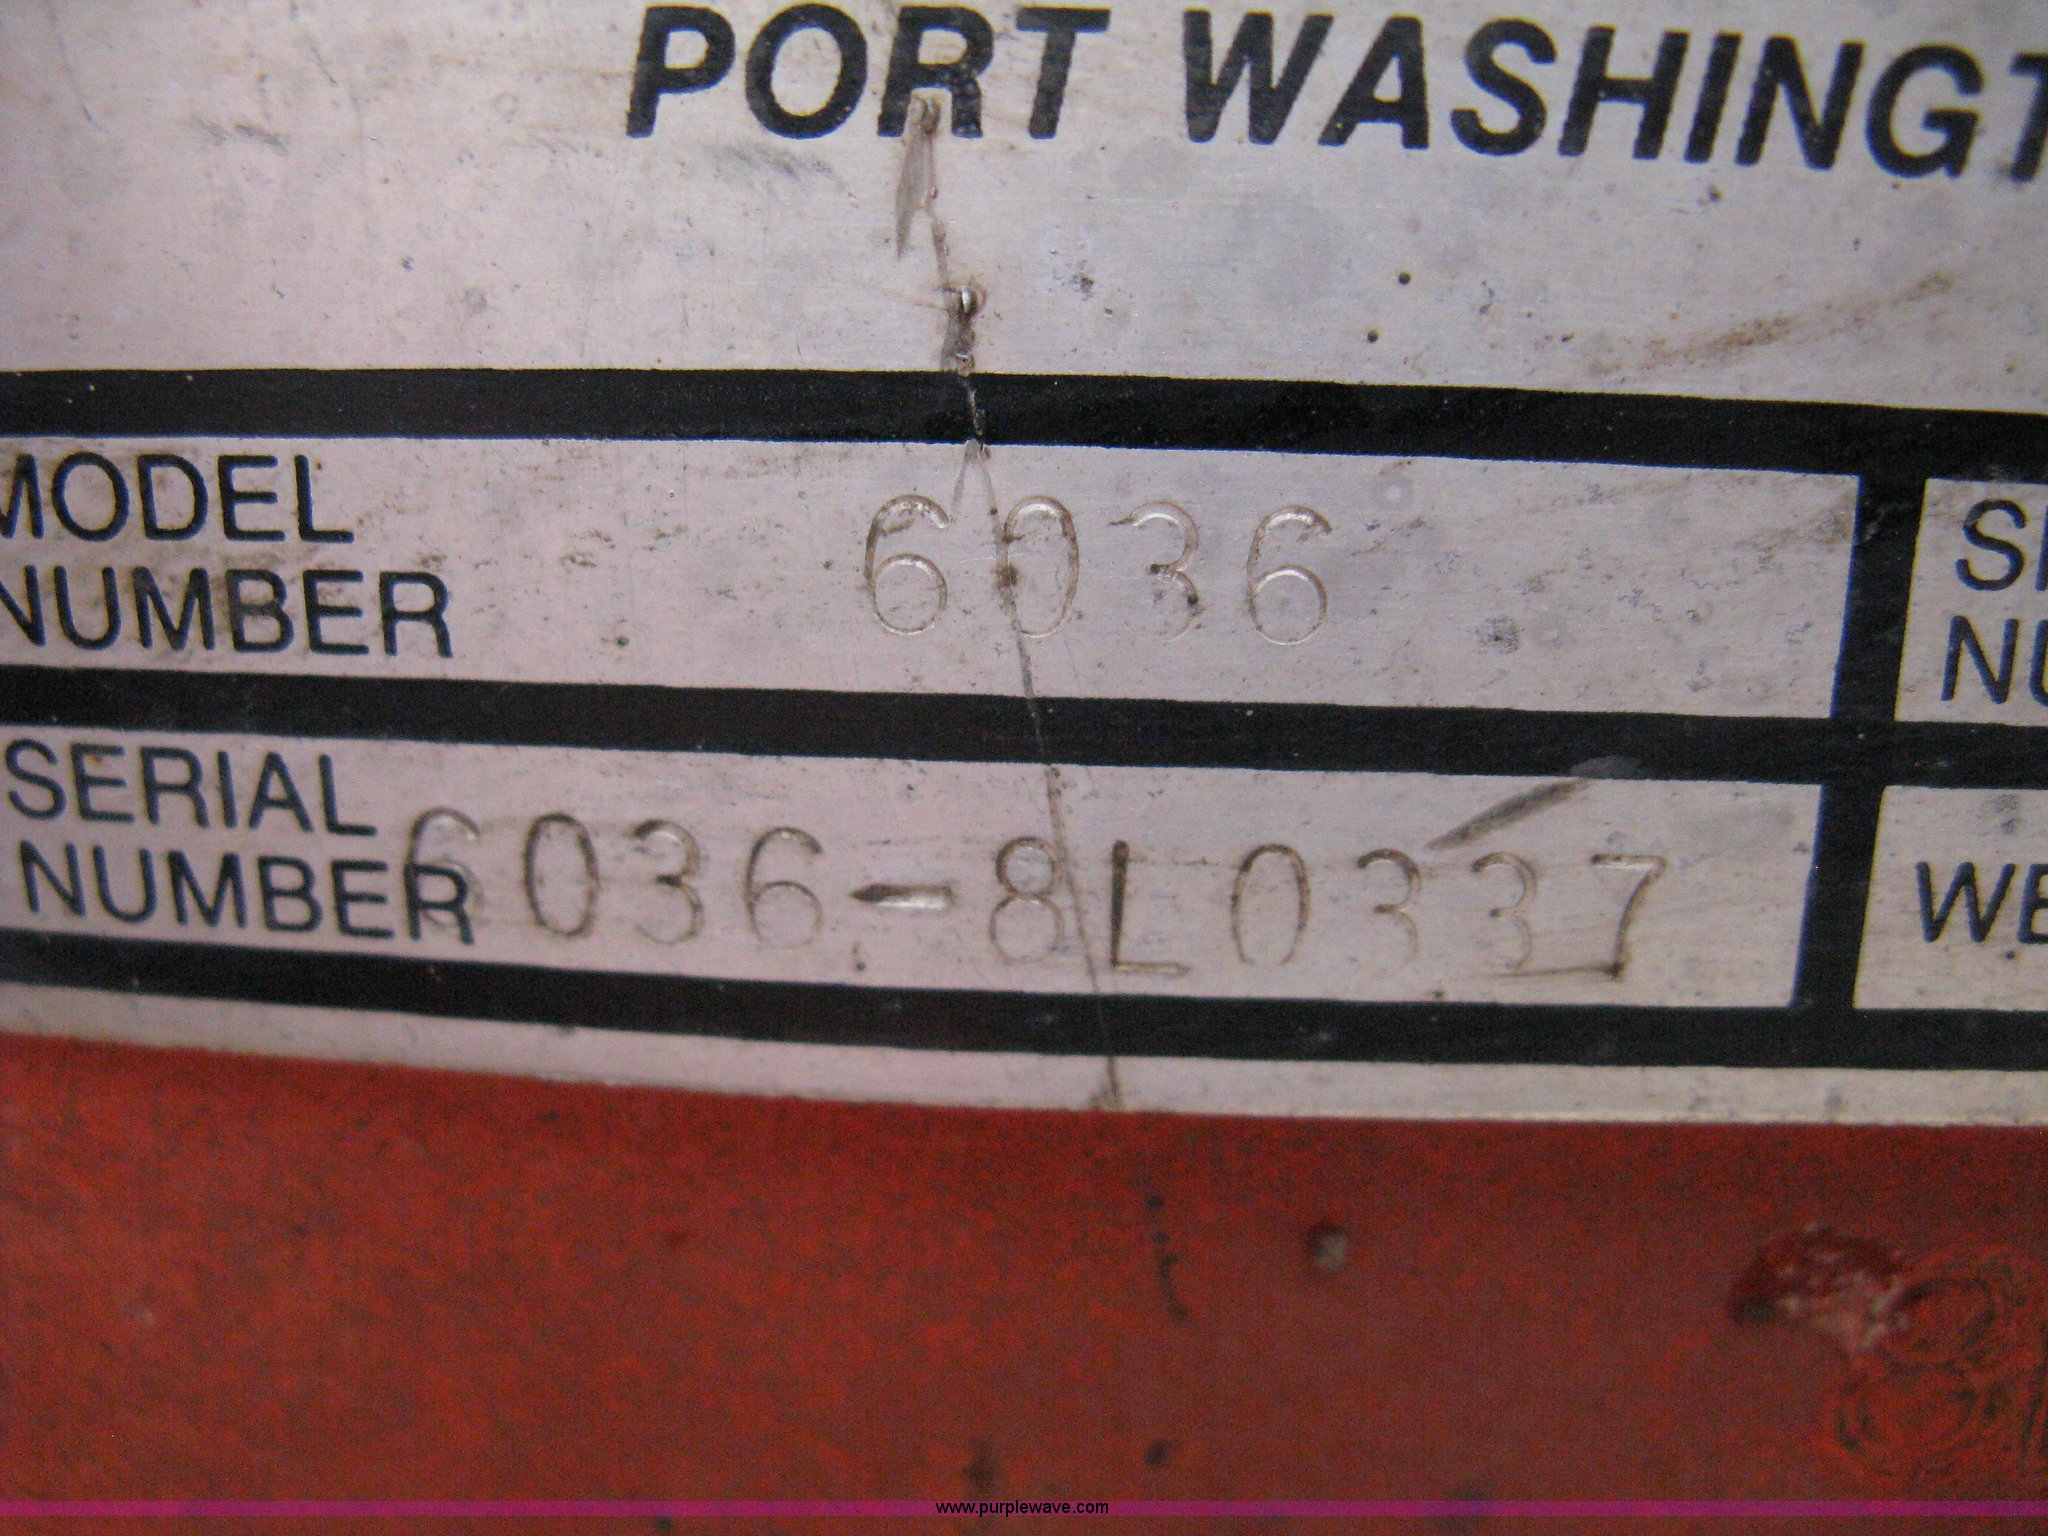 PORT WASHINGT
MODEL
NUMBER
6036
SERIAL
NUMBER
6036-8L0337
WE
www.purplewave.com